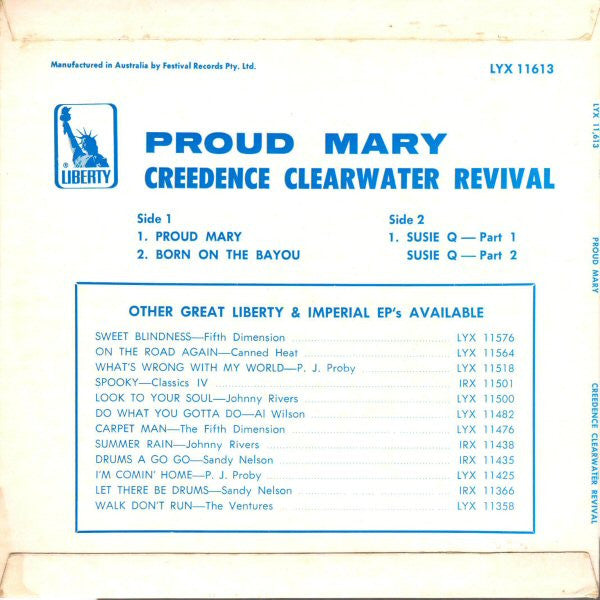 Manufactured in Australia by Festival Records Pty. Ltd.
LYX 11613
® LIBERTY
PROUD MARY
CREEDENCE CLEARWATER REVIVAL
Side 1
1. PROUD MARY
2. BORN ON THE BAYOU
Side 2
1. SUSIE Q — Part 1
SUSIE Q — Part 2
OTHER GREAT LIBERTY & IMPERIAL EP's AVAILABLE
SWEET BLINDNESS—Fifth Dimension LYX 11576
ON THE ROAD AGAIN—Canned Heat LYX 11564
WHAT'S WRONG WITH MY WORLD—P. J. Proby LYX 11518
SPOOKY—Classics IV IRX 11501
LOOK TO YOUR SOUL—Johnny Rivers LYX 11500
DO WHAT YOU GOTTA DO—Al Wilson LYX 11482
CARPET MAN—The Fifth Dimension LYX 11476
SUMMER RAIN—Johnny Rivers IRX 11438
DRUMS A GO GO—Sandy Nelson IRX 11435
I'M COMIN' HOME—P. J. Proby LYX 11425
LET THERE BE DRUMS—Sandy Nelson IRX 11366
WALK DON'T RUN—The Ventures LYX 11358
LYX 11,613 PROUD MARY CREEDENCE CLEARWATER REVIVAL